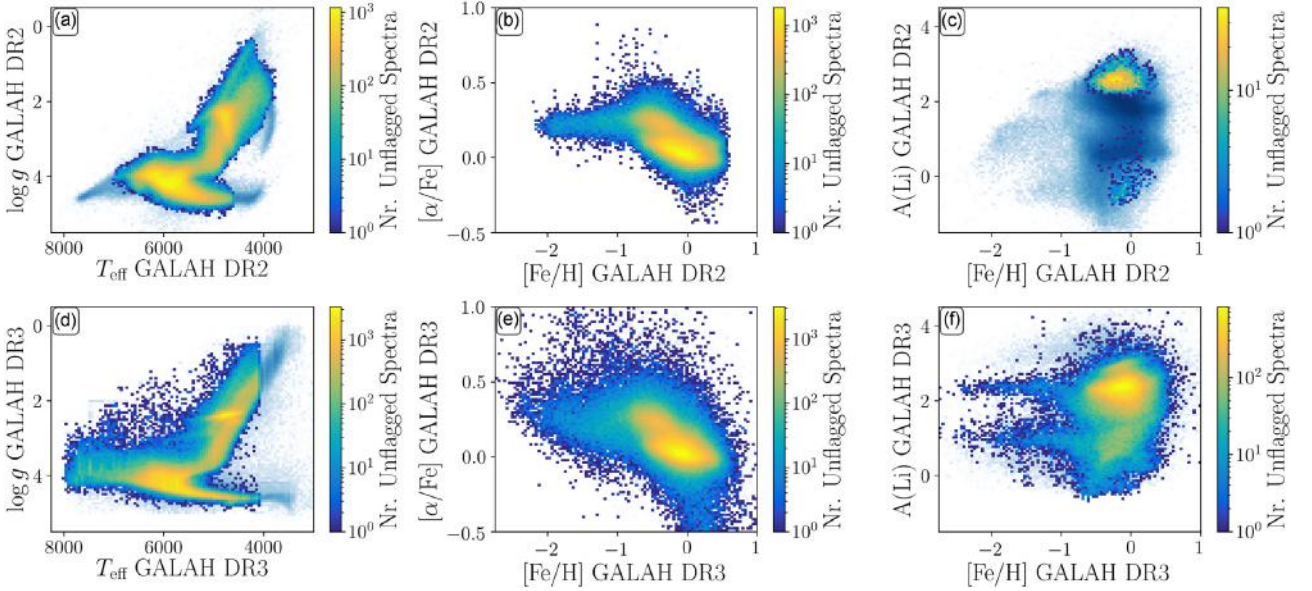 (a)
0
2
4
log g GALAH DR2
8000 6000 4000
T_eff GALAH DR2
10^3
10^2
10^1
10^0
Nr. Unflagged Spectra
(b)
1.0
0.5
0.0
−0.5
[α/Fe] GALAH DR2
−2 −1 0 1
[Fe/H] GALAH DR2
10^3
10^2
10^1
10^0
Nr. Unflagged Spectra
(c)
4
2
0
A(Li) GALAH DR2
−2 −1 0 1
[Fe/H] GALAH DR2
10^1
10^0
Nr. Unflagged Spectra
(d)
0
2
4
log g GALAH DR3
8000 6000 4000
T_eff GALAH DR3
10^3
10^2
10^1
10^0
Nr. Unflagged Spectra
(e)
1.0
0.5
0.0
−0.5
[α/Fe] GALAH DR3
−2 −1 0 1
[Fe/H] GALAH DR3
10^3
10^2
10^1
10^0
Nr. Unflagged Spectra
(f)
4
2
0
A(Li) GALAH DR3
−2 −1 0 1
[Fe/H] GALAH DR3
10^2
10^1
10^0
Nr. Unflagged Spectra